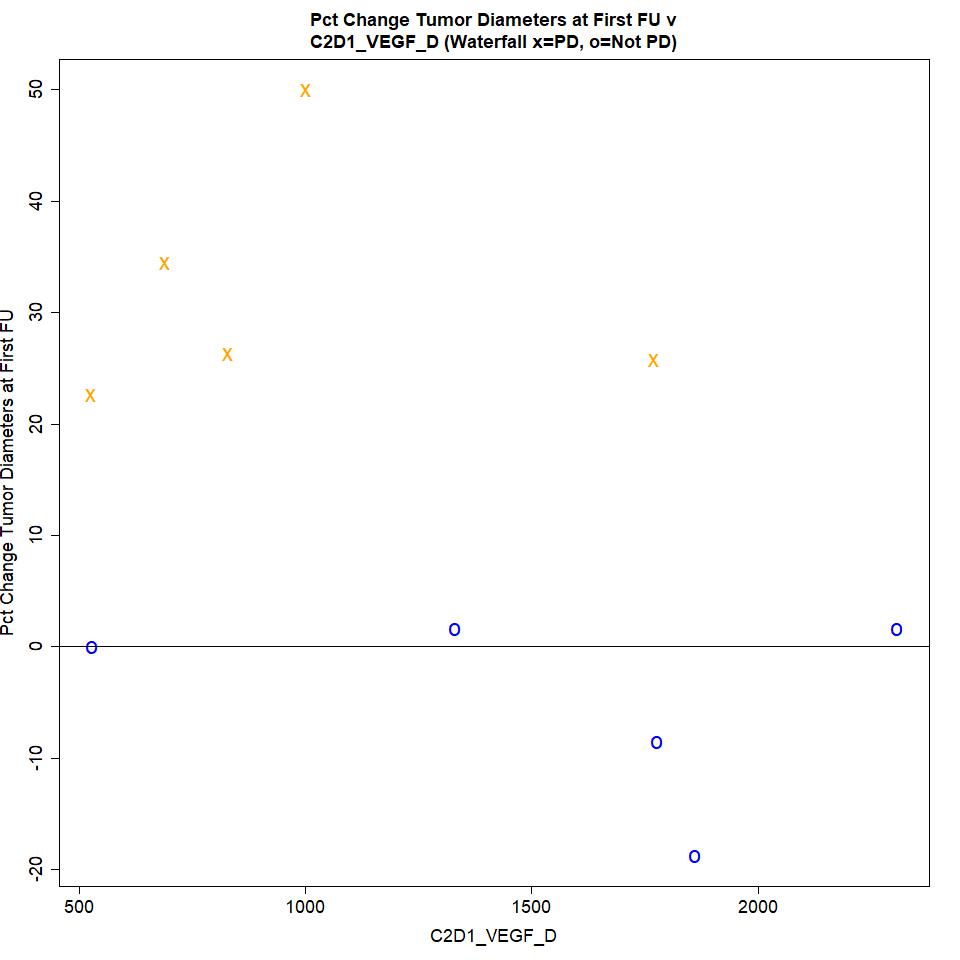 Pct Change Tumor Diameters at First FU v
C2D1_VEGF_D (Waterfall x=PD, o=Not PD)
Pct Change Tumor Diameters at First FU
50
40
30
20
10
0
-10
-20
X
X
X
X
X
O
O
O
O
O
500
1000
1500
2000
C2D1_VEGF_D